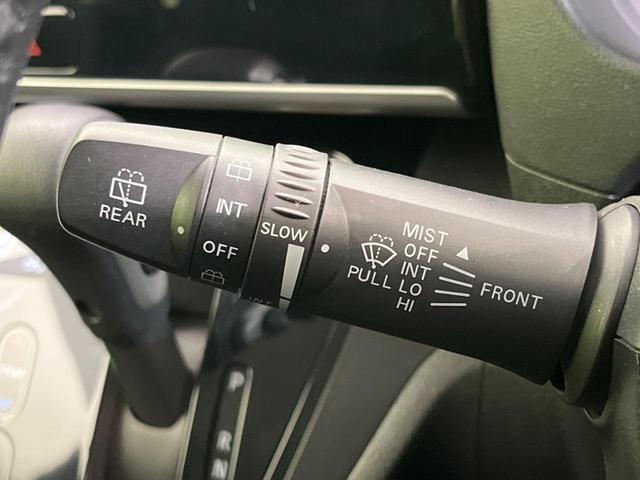 REAR
INT
OFF
SLOW
MIST
OFF
INT
PULL LO
HI
FRONT
P
R
N